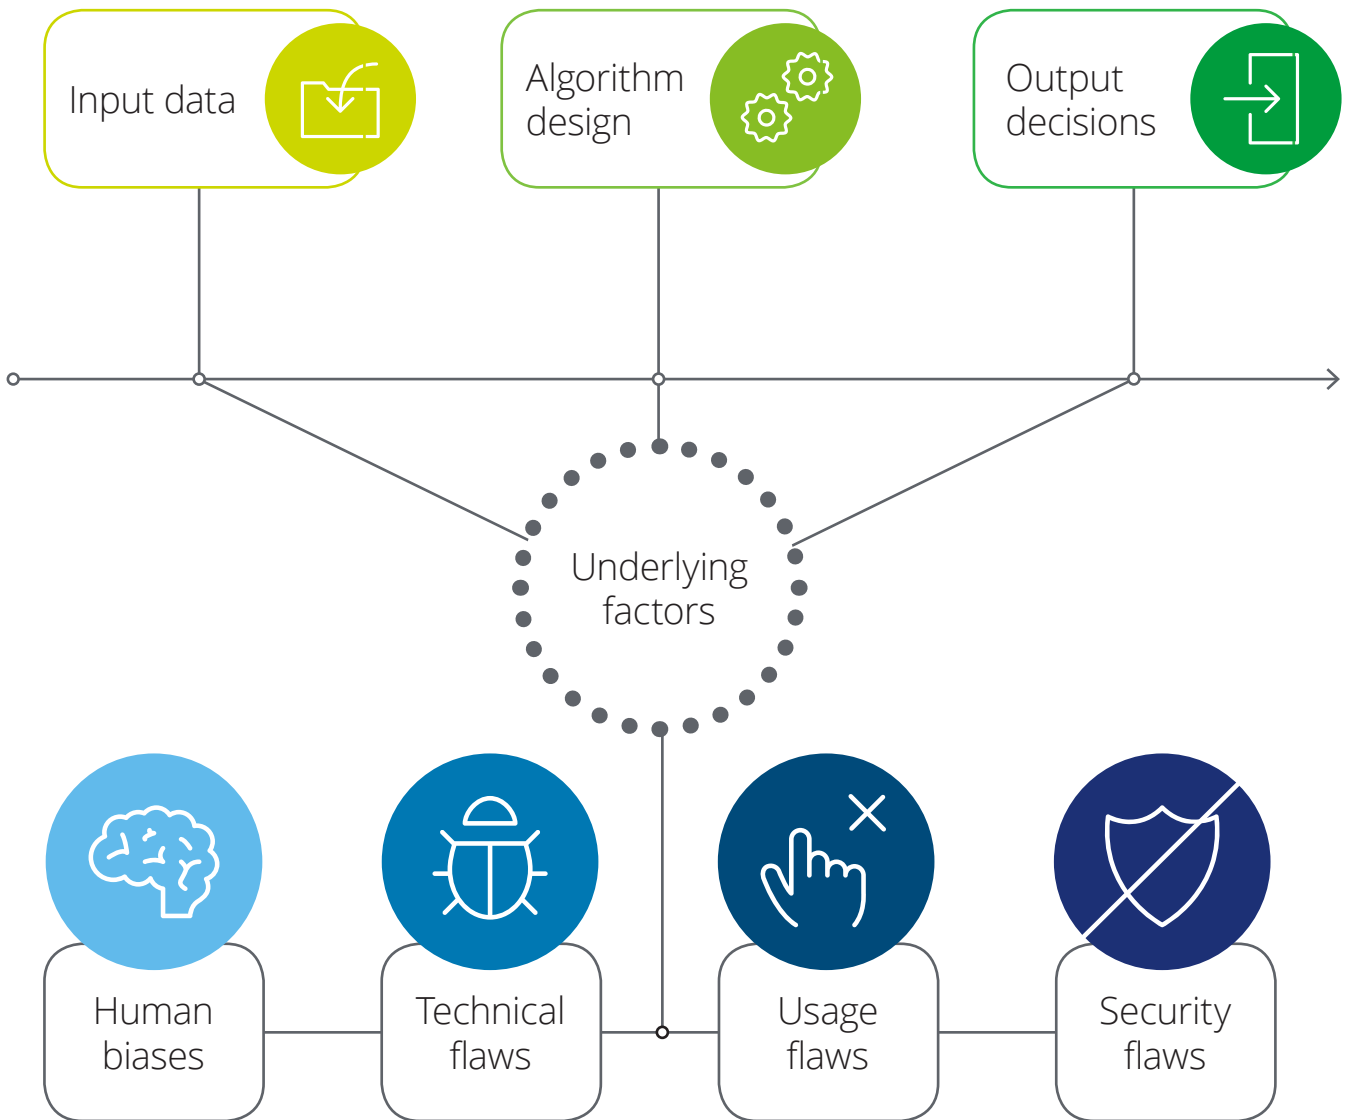 Input data
Algorithm
design
Output
decisions
Underlying
factors
Human
biases
Technical
flaws
Usage
flaws
Security
flaws